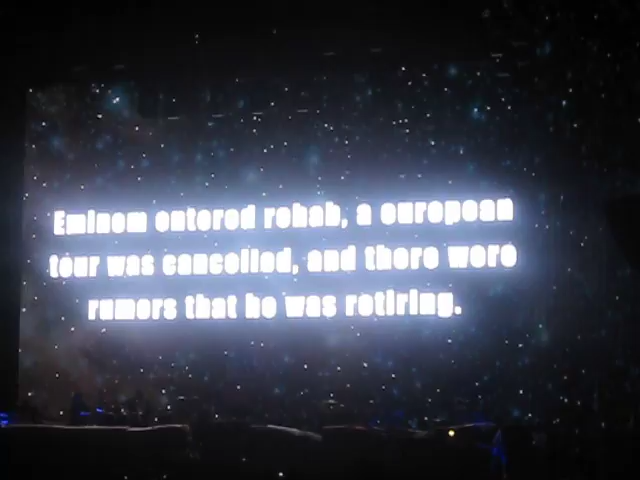 Eminem entered rehab, a european
tour was cancelled, and there were
rumors that he was retiring.